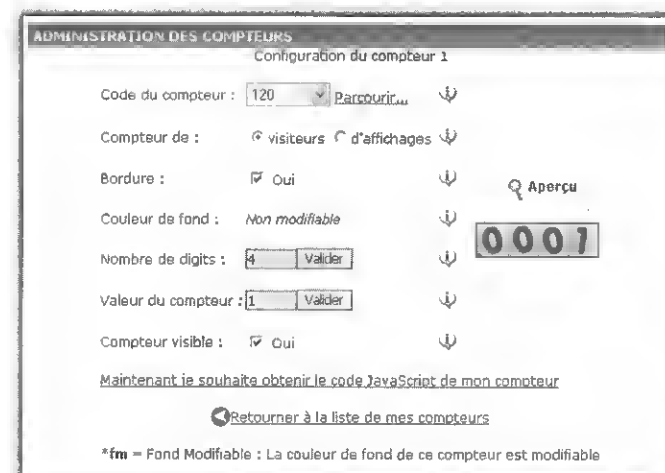 ADMINISTRATION DES COMPTEURS
Configuration du compteur 1
Code du compteur : 120 Parcourir...
Compteur de : visiteurs d'affichages
Bordure : Oui
Aperçu
Couleur de fond : Non modifiable
0001
Nombre de digits : 4 Valider
Valeur du compteur : 1 Valider
Compteur visible : Oui
Maintenant je souhaite obtenir le code JavaScript de mon compteur
Retourner à la liste de mes compteurs
*fm = Fond Modifiable : La couleur de fond de ce compteur est modifiable